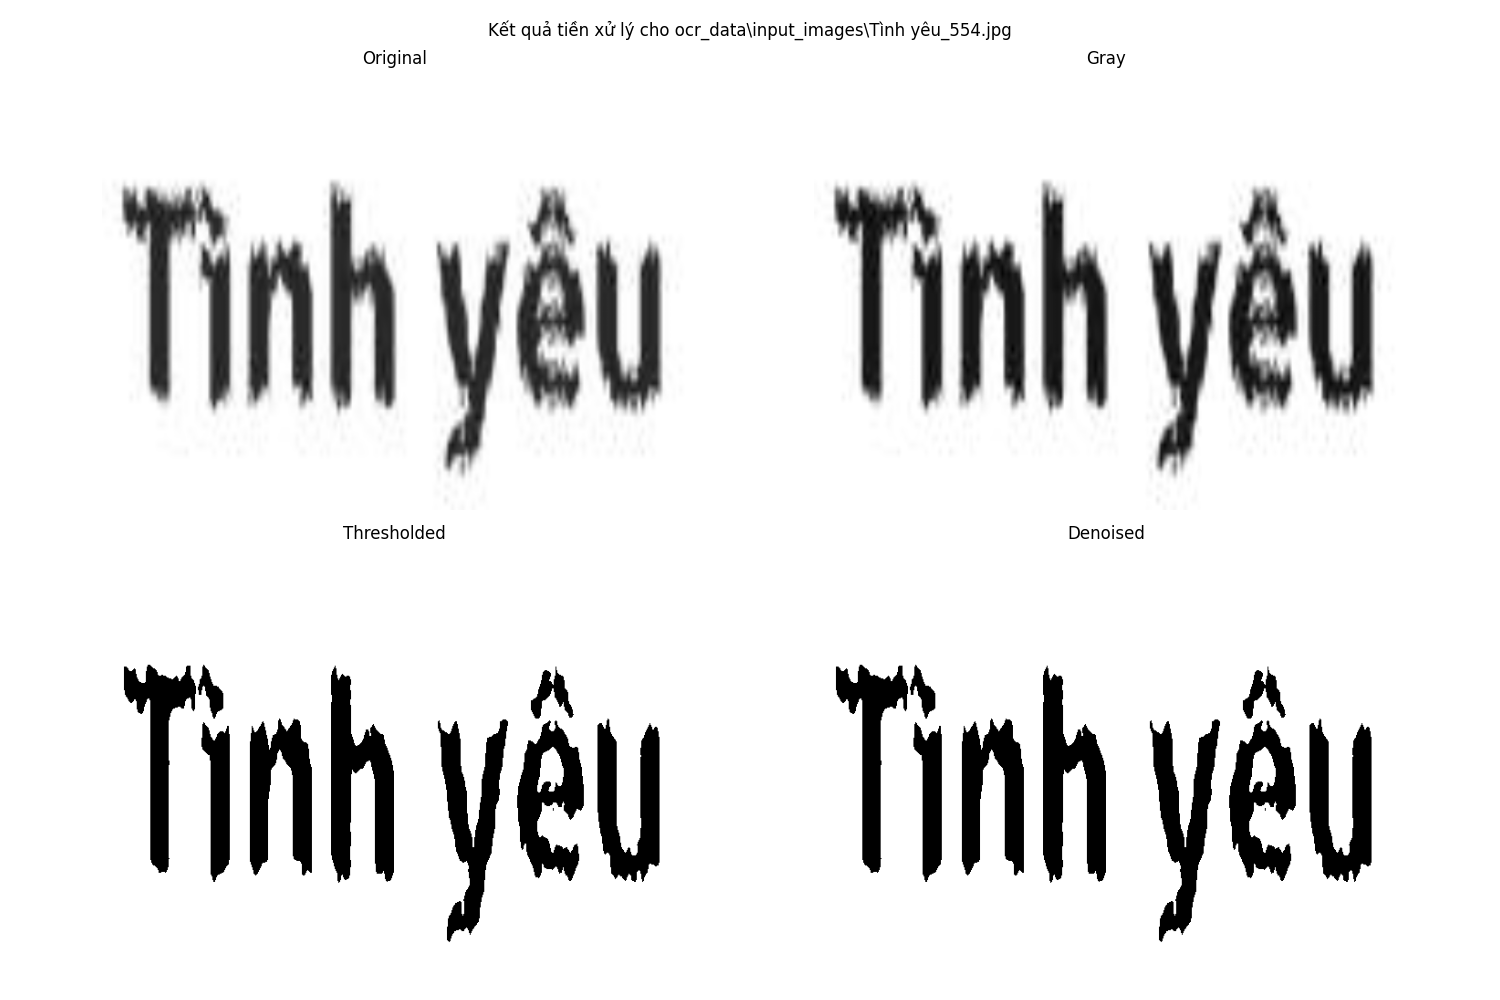 Kết quả tiền xử lý cho ocr_data\input_images\Tình yêu_554.jpg
Original
Gray
Tình yêu
Tình yêu
Thresholded
Denoised
Tình yêu
Tình yêu